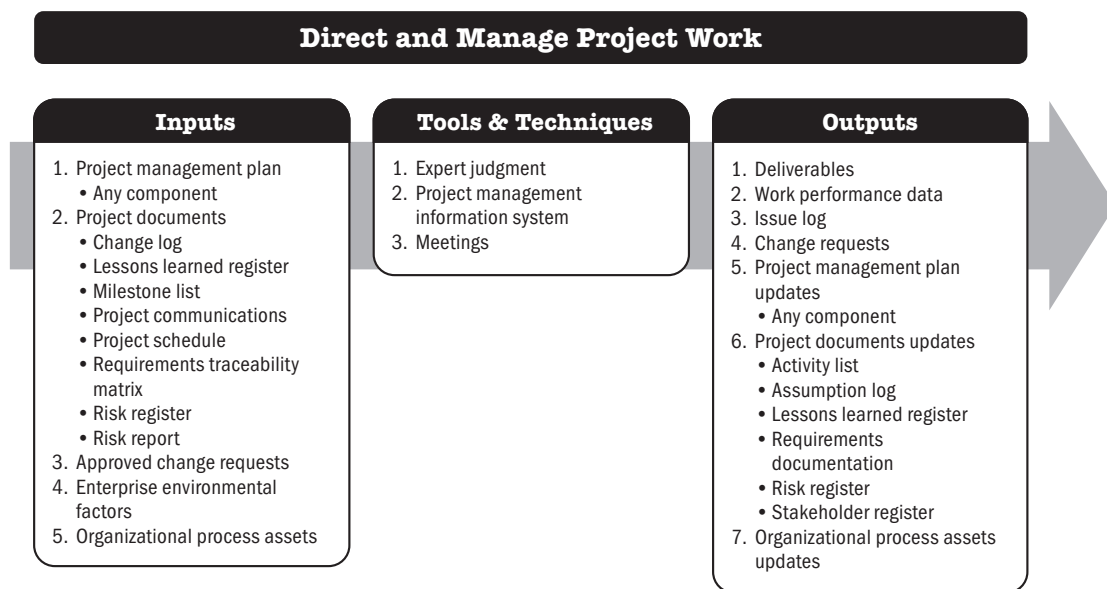 Direct and Manage Project Work
Inputs
1. Project management plan
• Any component
2. Project documents
• Change log
• Lessons learned register
• Milestone list
• Project communications
• Project schedule
• Requirements traceability
matrix
• Risk register
• Risk report
3. Approved change requests
4. Enterprise environmental
factors
5. Organizational process assets
Tools & Techniques
1. Expert judgment
2. Project management
information system
3. Meetings
Outputs
1. Deliverables
2. Work performance data
3. Issue log
4. Change requests
5. Project management plan
updates
• Any component
6. Project documents updates
• Activity list
• Assumption log
• Lessons learned register
• Requirements
documentation
• Risk register
• Stakeholder register
7. Organizational process assets
updates